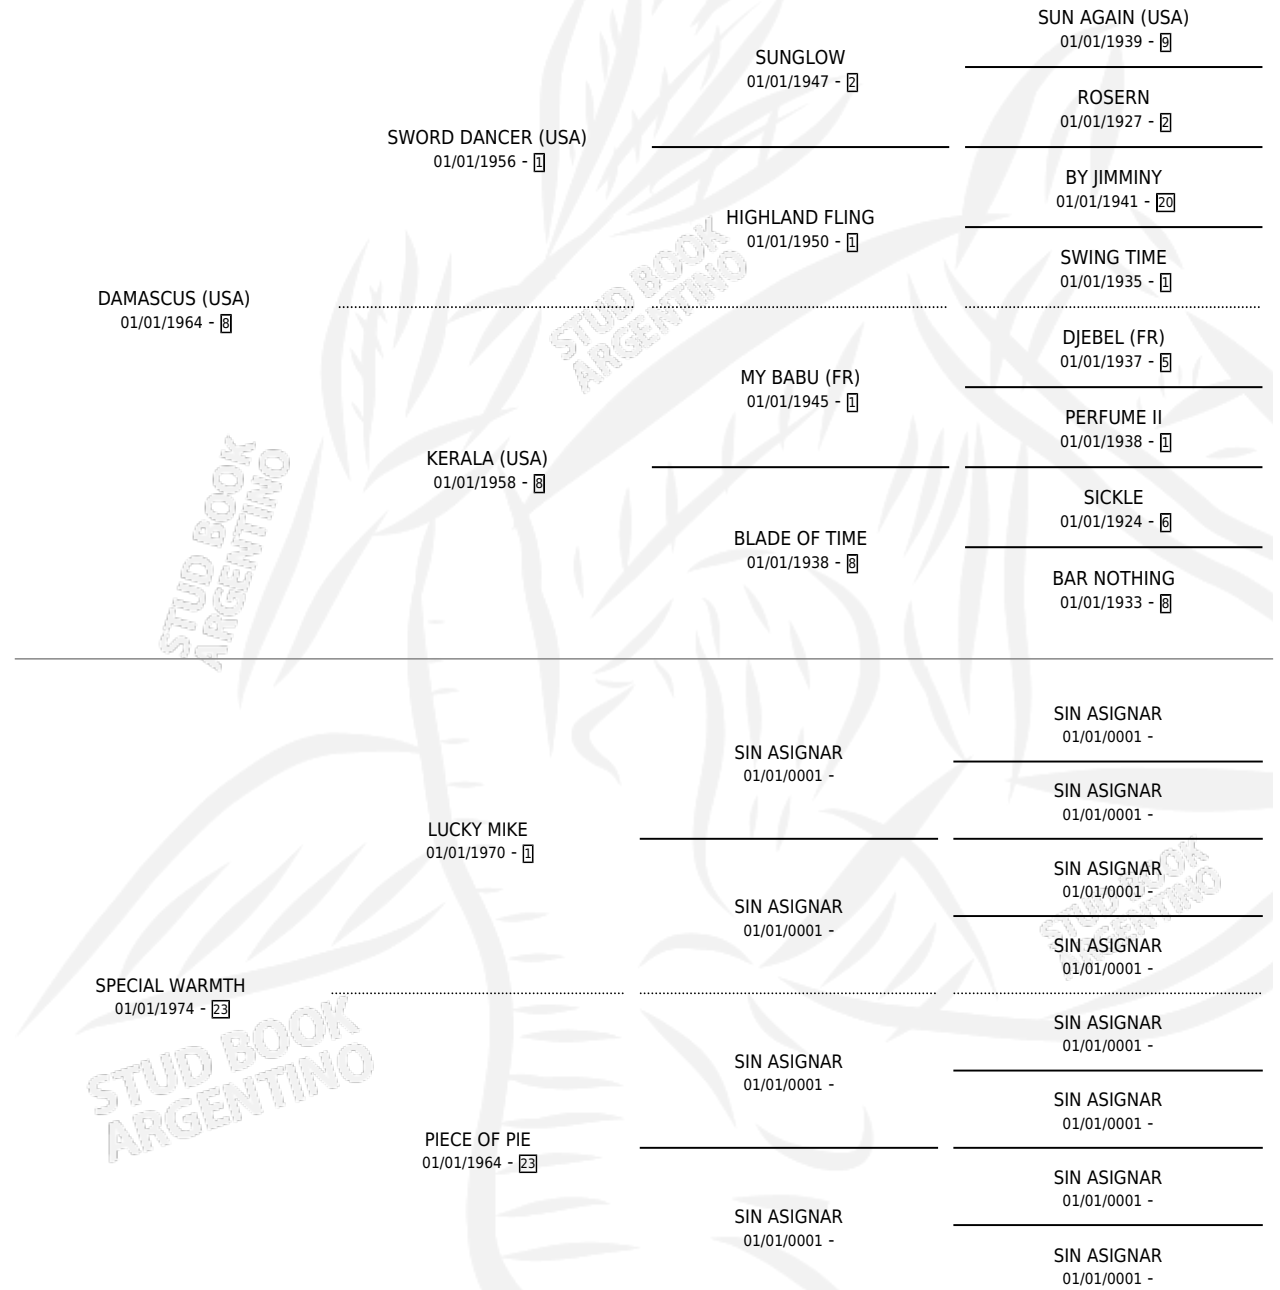 SUN AGAIN (USA)
01/01/1939 - 9
SUNGLOW
01/01/1947 - 2
ROSERN
01/01/1927 - 2
SWORD DANCER (USA)
01/01/1956 - 1
BY JIMMINY
01/01/1941 - 20
HIGHLAND FLING
01/01/1950 - 1
SWING TIME
01/01/1935 - 1
DAMASCUS (USA)
01/01/1964 - 8
DJEBEL (FR)
01/01/1937 - 5
MY BABU (FR)
01/01/1945 - 1
PERFUME II
01/01/1938 - 1
KERALA (USA)
01/01/1958 - 8
SICKLE
01/01/1924 - 6
BLADE OF TIME
01/01/1938 - 8
BAR NOTHING
01/01/1933 - 8
STUD BOOK
ARGENTINO
STUD BOOK
ARGENTINO
SIN ASIGNAR
01/01/0001 -
SIN ASIGNAR
01/01/0001 -
SIN ASIGNAR
01/01/0001 -
LUCKY MIKE
01/01/1970 - 1
SIN ASIGNAR
01/01/0001 -
SIN ASIGNAR
01/01/0001 -
SIN ASIGNAR
01/01/0001 -
SPECIAL WARMTH
01/01/1974 - 23
SIN ASIGNAR
01/01/0001 -
SIN ASIGNAR
01/01/0001 -
SIN ASIGNAR
01/01/0001 -
PIECE OF PIE
01/01/1964 - 23
SIN ASIGNAR
01/01/0001 -
SIN ASIGNAR
01/01/0001 -
SIN ASIGNAR
01/01/0001 -
STUD BOOK
ARGENTINO
STUD BOOK
ARGENTINO